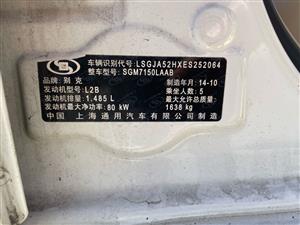 车辆识别代号:LSGJA52HXES252064
整车型号:SGM7150LAAB
品牌:别克 制造年月:14-10
发动机型号:L2B 乘坐人数:5
发动机排量:1.485 L 最大允许总质量:
发动机最大净功率:80 kW 1638 kg
中国 上海通用汽车有限公司制造